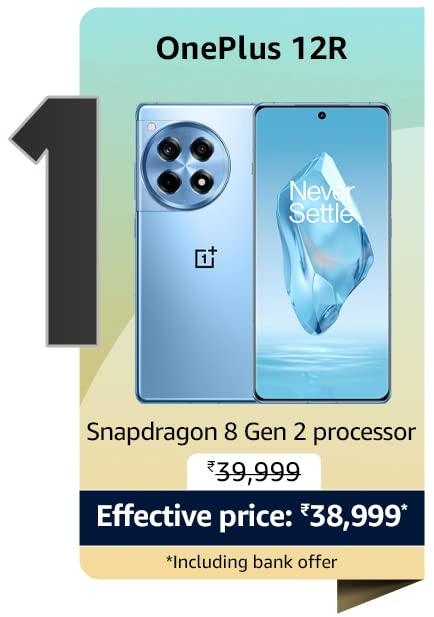 OnePlus 12R
1
Never
Settle
1+
Snapdragon 8 Gen 2 processor
₹39,999
Effective price: ₹38,999*
*Including bank offer